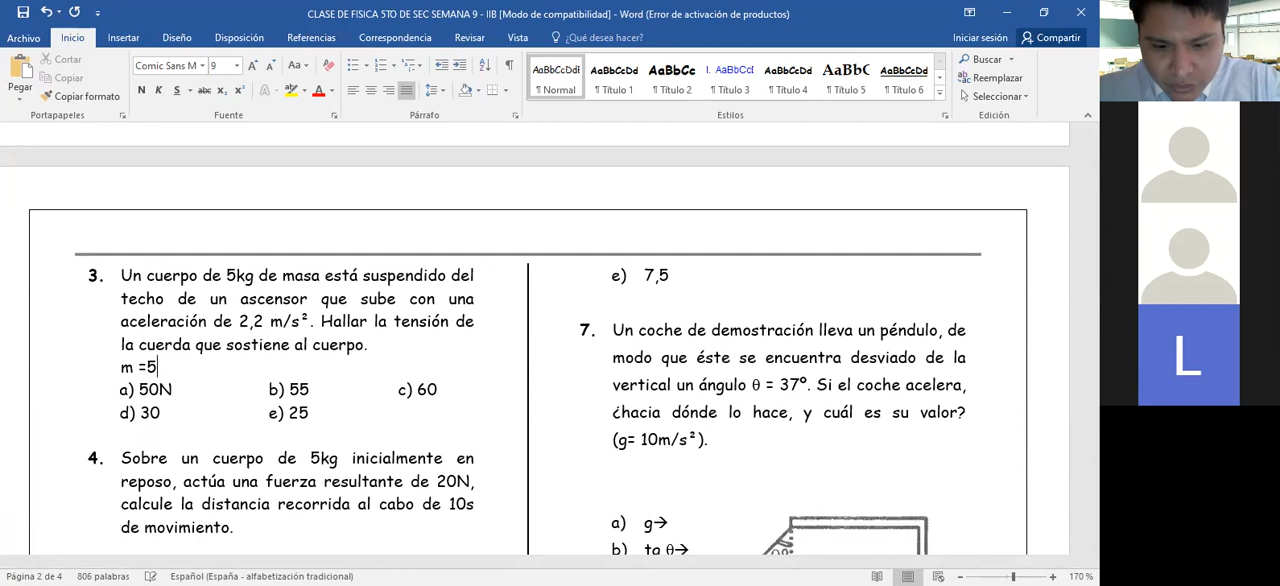 CLASE DE FISICA 5TO DE SEC SEMANA 9 - IIB [Modo de compatibilidad] - Word (Error de activación de productos)
Archivo Inicio Insertar Diseño Disposición Referencias Correspondencia Revisar Vista ¿Qué desea hacer? Iniciar sesión Compartir
Pegar
Cortar
Copiar
Copiar formato
Portapapeles
Comic Sans M 9
N K S abc x₂ x²
Fuente
Párrafo
AaBbCcDdE AaBbCcDd AaBbCc I. AaBbCcI AaBbCcDd AaBbC AaBbCcDd
¶ Normal ¶ Título 1 ¶ Título 2 ¶ Título 3 ¶ Título 4 ¶ Título 5 ¶ Título 6
Estilos
Buscar
Reemplazar
Seleccionar
Edición
3. Un cuerpo de 5kg de masa está suspendido del
techo de un ascensor que sube con una
aceleración de 2,2 m/s². Hallar la tensión de
la cuerda que sostiene al cuerpo.
m =5
a) 50N b) 55 c) 60
d) 30 e) 25
4. Sobre un cuerpo de 5kg inicialmente en
reposo, actúa una fuerza resultante de 20N,
calcule la distancia recorrida al cabo de 10s
de movimiento.
e) 7,5
7. Un coche de demostración lleva un péndulo, de
modo que éste se encuentra desviado de la
vertical un ángulo θ = 37º. Si el coche acelera,
¿hacia dónde lo hace, y cuál es su valor?
(g= 10m/s²).
a) g→
b) tg θ→
L
Página 2 de 4 806 palabras Español (España - alfabetización tradicional) 170 %